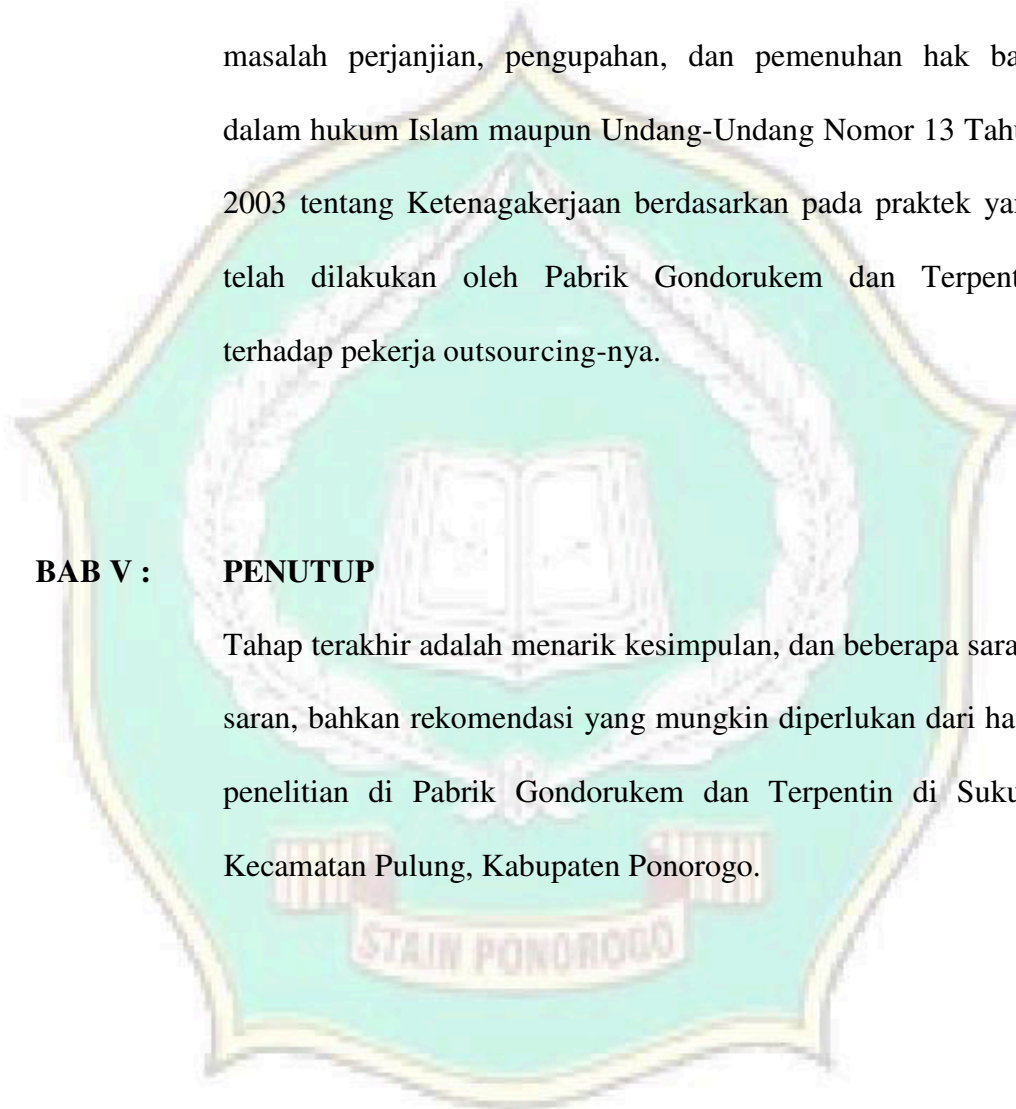 masalah perjanjian, pengupahan, dan pemenuhan hak ba
dalam hukum Islam maupun Undang-Undang Nomor 13 Tahu
2003 tentang Ketenagakerjaan berdasarkan pada praktek yan
telah dilakukan oleh Pabrik Gondorukem dan Terpent
terhadap pekerja outsourcing-nya.
BAB V : PENUTUP
Tahap terakhir adalah menarik kesimpulan, dan beberapa sara
saran, bahkan rekomendasi yang mungkin diperlukan dari ha
penelitian di Pabrik Gondorukem dan Terpentin di Suku
Kecamatan Pulung, Kabupaten Ponorogo.
STAIN PONOROGO